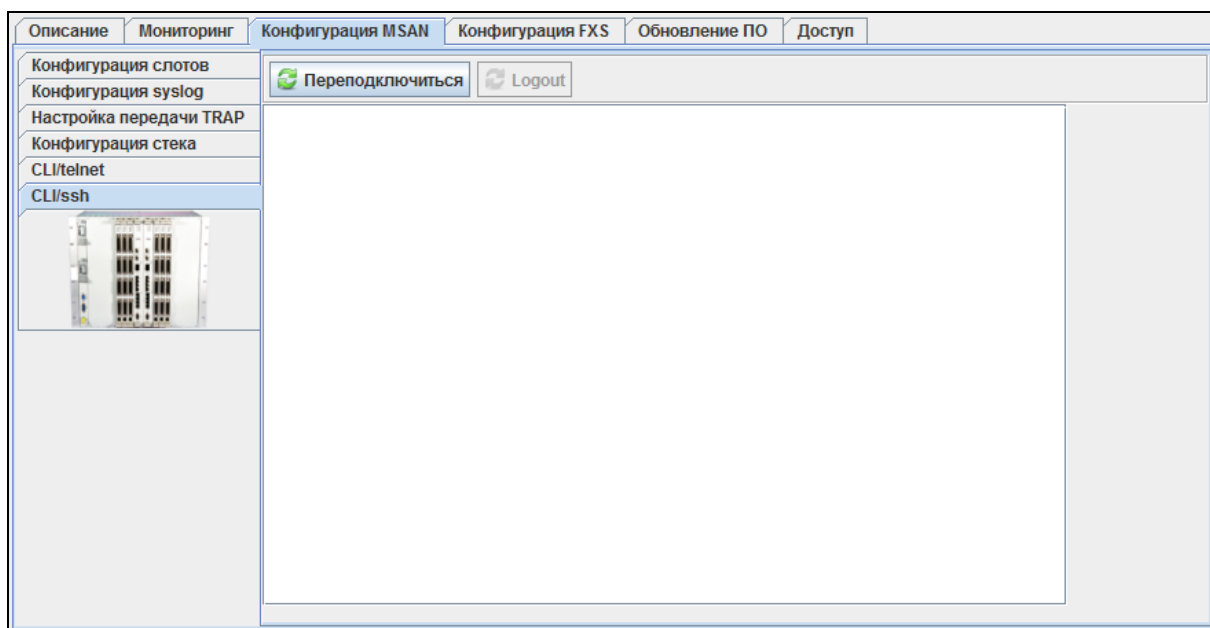 Описание Мониторинг Конфигурация MSAN Конфигурация FXS Обновление ПО Доступ
Конфигурация слотов
Конфигурация syslog
Настройка передачи TRAP
Конфигурация стека
CLI/telnet
CLI/ssh
Переподключиться Logout